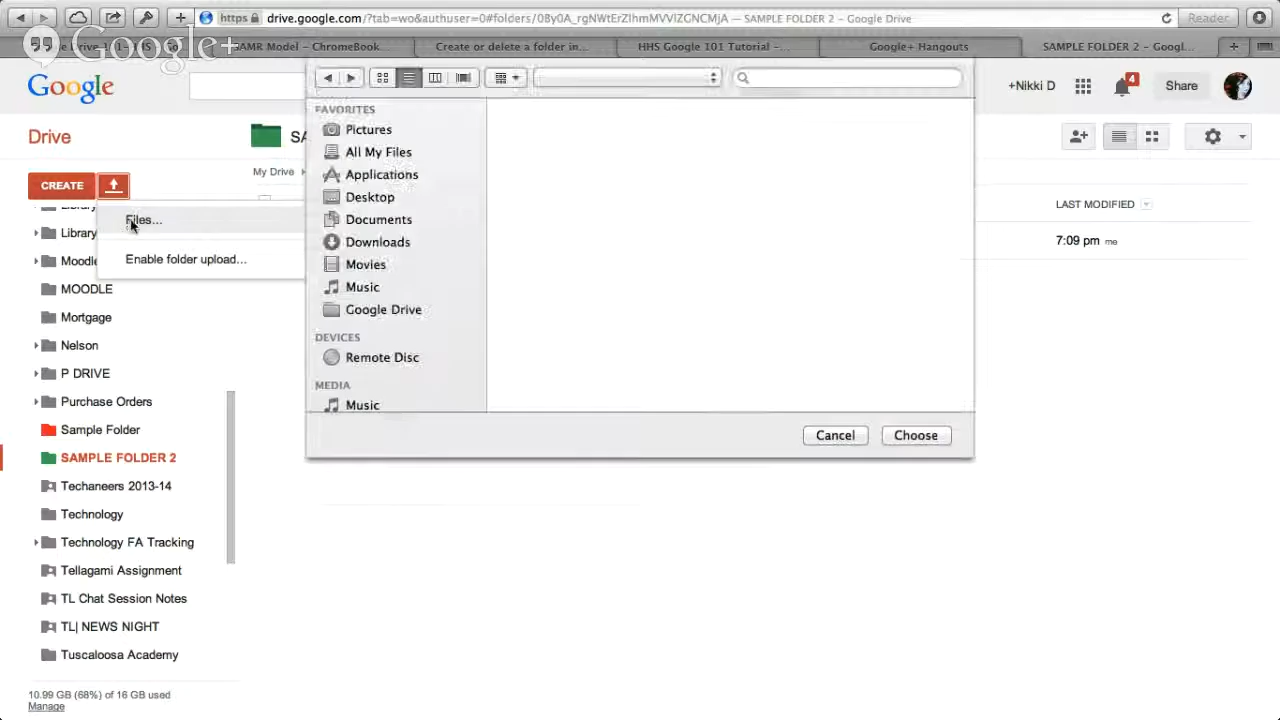 https drive.google.com/?tab=wo&authuser=0#folders/0By0A_rgNWtErZlhmMVVlZGNCMjA — SAMPLE FOLDER 2 – Google Drive
Reader
Google+
SAMR Model – ChromeBook
Create or delete a folder in...
HHS Google 101 Tutorial –...
Google+ Hangouts
SAMPLE FOLDER 2 – Googl...
Google
+Nikki D
4
Share
Drive
SA
My Drive
CREATE
LAST MODIFIED
7:09 pm me
Files...
Enable folder upload...
Library
Library
Moodle
MOODLE
Mortgage
Nelson
P DRIVE
Purchase Orders
Sample Folder
SAMPLE FOLDER 2
Techaneers 2013-14
Technology
Technology FA Tracking
Tellagami Assignment
TL Chat Session Notes
TL| NEWS NIGHT
Tuscaloosa Academy
10.99 GB (68%) of 16 GB used
Manage
FAVORITES
Pictures
All My Files
Applications
Desktop
Documents
Downloads
Movies
Music
Google Drive
DEVICES
Remote Disc
MEDIA
Music
Cancel
Choose